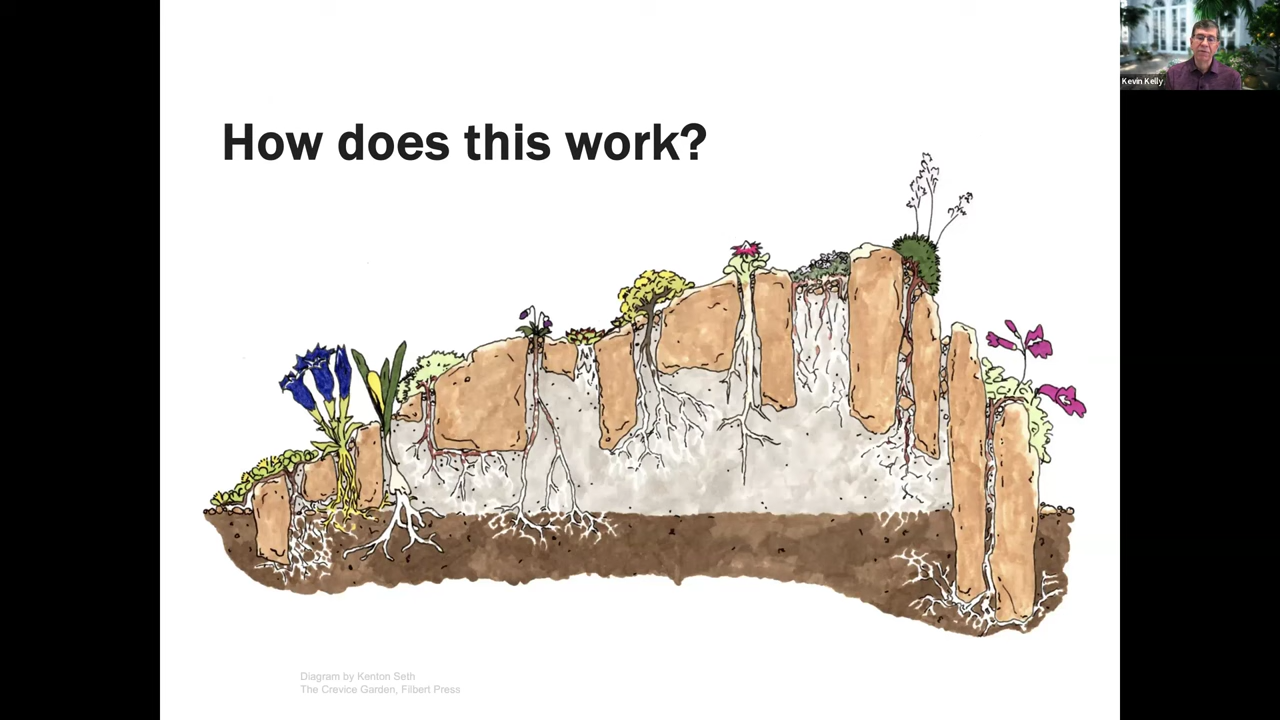 How does this work?
Kevin Kelly
Diagram by Kenton Seth
The Crevice Garden, Filbert Press